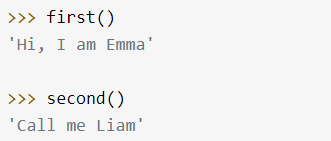 >>> first()
'Hi, I am Emma'
>>> second()
'Call me Liam'